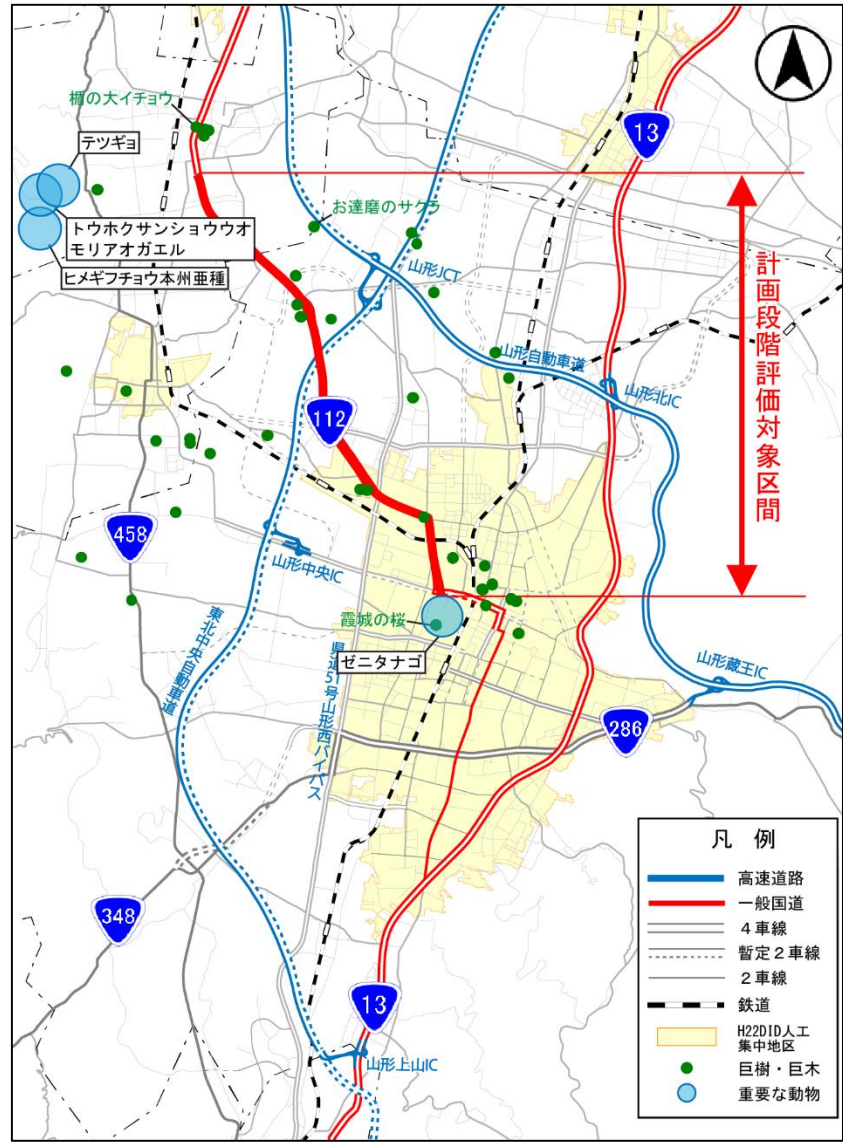 楯の大イチョウ
テツギョ
13
トウホクサンショウウオ
モリアオガエル
お達磨のサクラ
ヒメギフチョウ本州亜種
山形JCT
計画段階評価対象区間
山形自動車道
山形北IC
112
458
山形中央IC
霞城の桜
ゼニタナゴ
東北中央自動車道
県道51号山形西バイパス
山形蔵王IC
286
348
13
山形上山IC
凡 例
高速道路
一般国道
4車線
暫定2車線
2車線
鉄道
H22DID人工
集中地区
巨樹・巨木
重要な動物